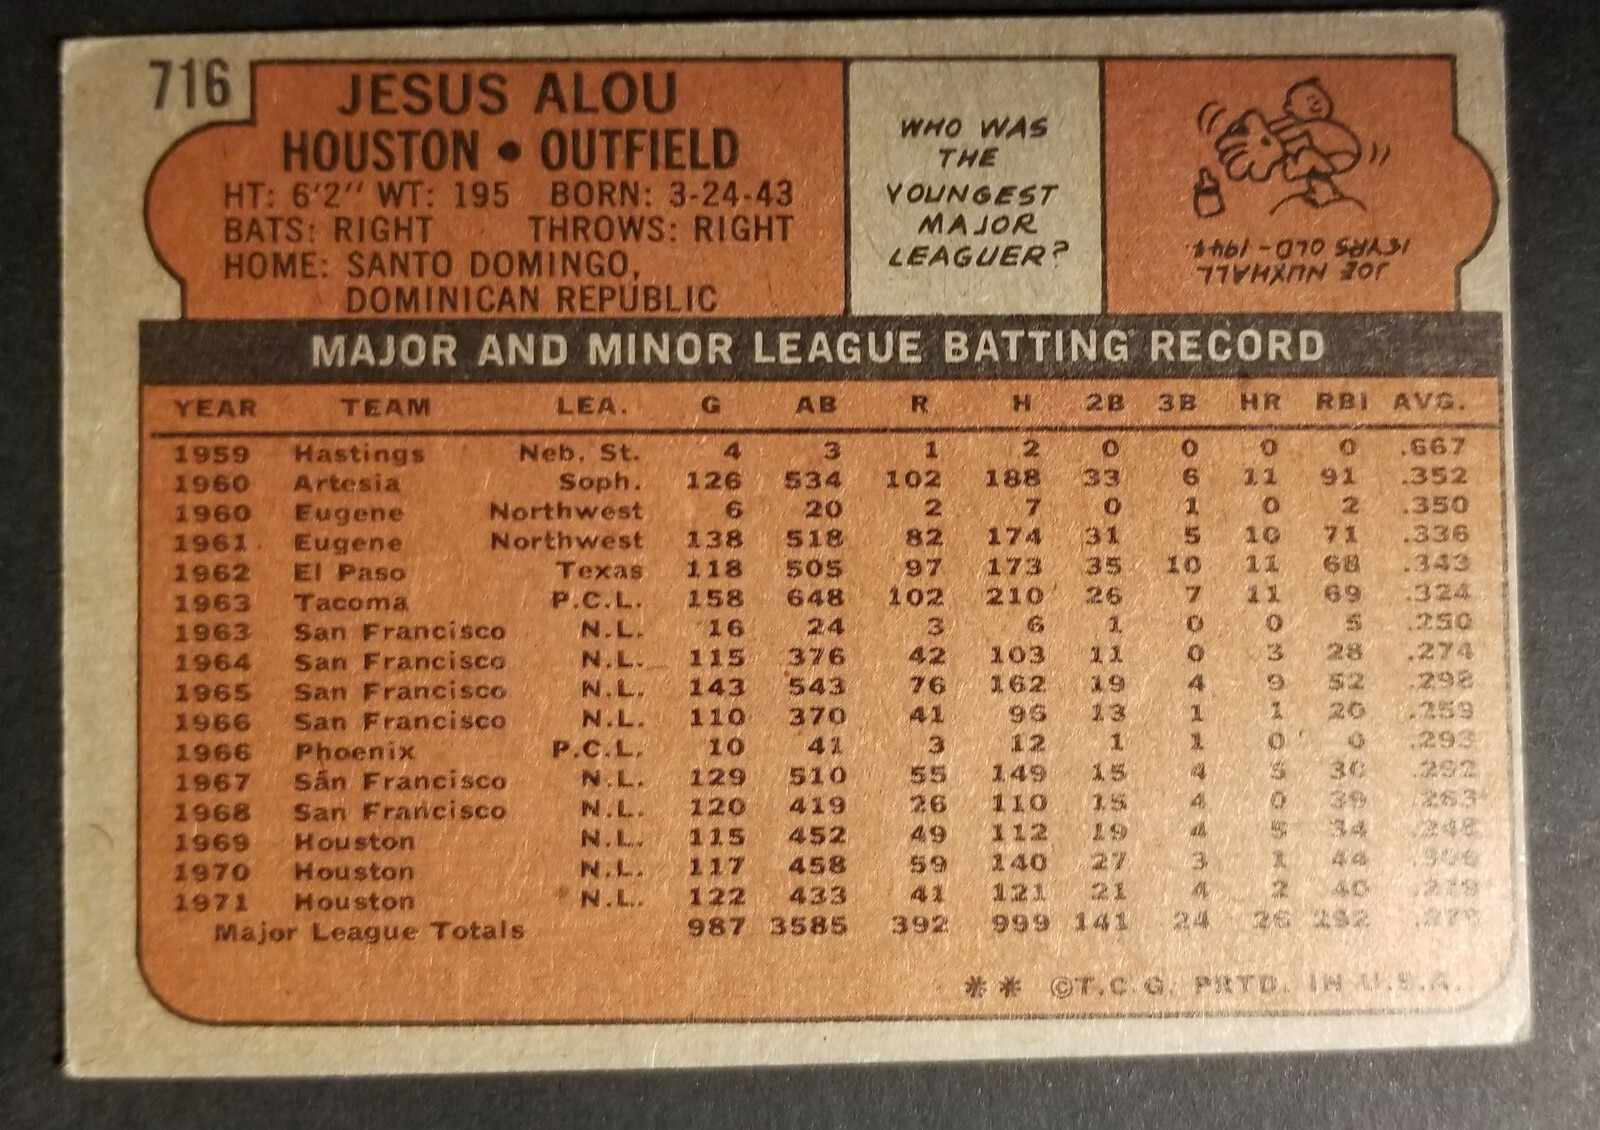 716
JESUS ALOU
HOUSTON • OUTFIELD
HT: 6'2" WT: 195 BORN: 3-24-43
BATS: RIGHT THROWS: RIGHT
HOME: SANTO DOMINGO,
DOMINICAN REPUBLIC
WHO WAS
THE
YOUNGEST
MAJOR
LEAGUER?
JOE NUXHALL
YRS OLD - 1944.
MAJOR AND MINOR LEAGUE BATTING RECORD
YEAR TEAM LEA. G AB R H 2B 3B HR RBI AVG.
1959 Hastings Neb. St. 4 3 1 2 0 0 0 0 .667
1960 Artesia Soph. 126 534 102 188 33 6 11 91 .352
1960 Eugene Northwest 6 20 2 7 0 1 0 2 .350
1961 Eugene Northwest 138 518 82 174 31 5 10 71 .336
1962 El Paso Texas 118 505 97 173 35 10 11 68 .343
1963 Tacoma P.C.L. 158 648 102 210 26 7 11 69 .324
1963 San Francisco N.L. 16 24 3 6 1 0 0 5 .250
1964 San Francisco N.L. 115 376 42 103 11 0 3 28 .274
1965 San Francisco N.L. 143 543 76 162 19 4 9 52 .298
1966 San Francisco N.L. 110 370 41 96 13 1 1 20 .259
1966 Phoenix P.C.L. 10 41 3 12 1 1 0 0 .293
1967 San Francisco N.L. 129 510 55 149 15 4 5 30 .292
1968 San Francisco N.L. 120 419 26 110 15 4 0 39 .263
1969 Houston N.L. 115 452 49 112 19 4 5 34 .248
1970 Houston N.L. 117 458 59 140 27 3 1 44 .306
1971 Houston N.L. 122 433 41 121 21 4 2 40 .279
Major League Totals 987 3585 392 999 141 24 26 292
** ©T.C.G. PRTD. IN U.S.A.